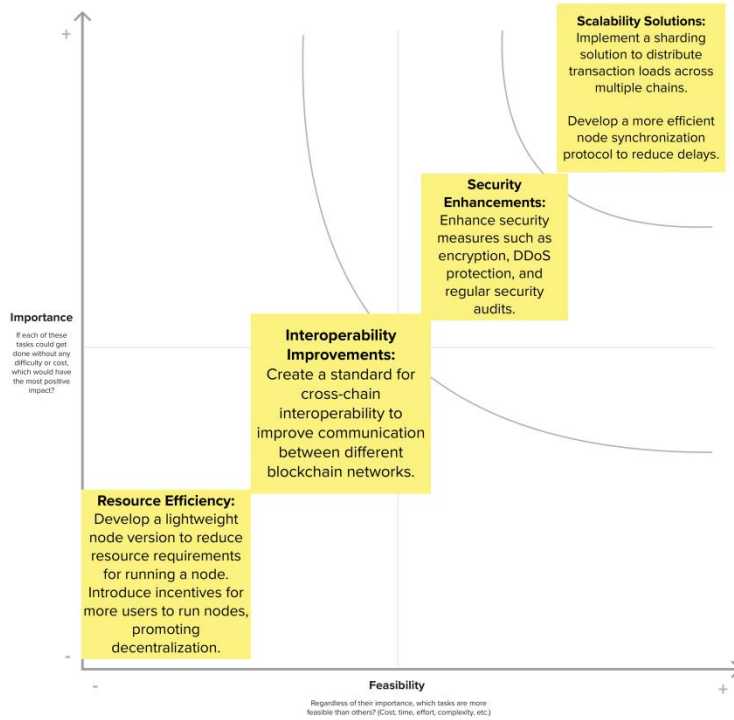 +
Scalability Solutions:
Implement a sharding
solution to distribute
transaction loads across
multiple chains.
Develop a more efficient
node synchronization
protocol to reduce delays.
Security
Enhancements:
Enhance security
measures such as
encryption, DDoS
protection, and
regular security
audits.
Importance
If each of these
tasks could get
done without any
difficulty or cost,
which would have
the most positive
impact?
Interoperability
Improvements:
Create a standard for
cross-chain
interoperability to
improve communication
between different
blockchain networks.
Resource Efficiency:
Develop a lightweight
node version to reduce
resource requirements
for running a node.
Introduce incentives for
more users to run nodes,
promoting
decentralization.
-
-
Feasibility
+
Regardless of their importance, which tasks are more
feasible than others? (Cost, time, effort, complexity, etc.)